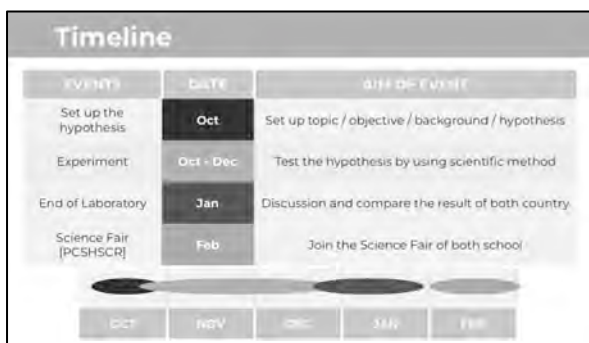 Timeline
EVENTS DATE AIM OF EVENT
Set up the
hypothesis
Oct
Set up topic / objective / background / hypothesis
Experiment
Oct - Dec
Test the hypothesis by using scientific method
End of Laboratory
Jan
Discussion and compare the result of both country
Science Fair
[PCSHSCR]
Feb
Join the Science Fair of both school
OCT NOV DEC JAN FEB